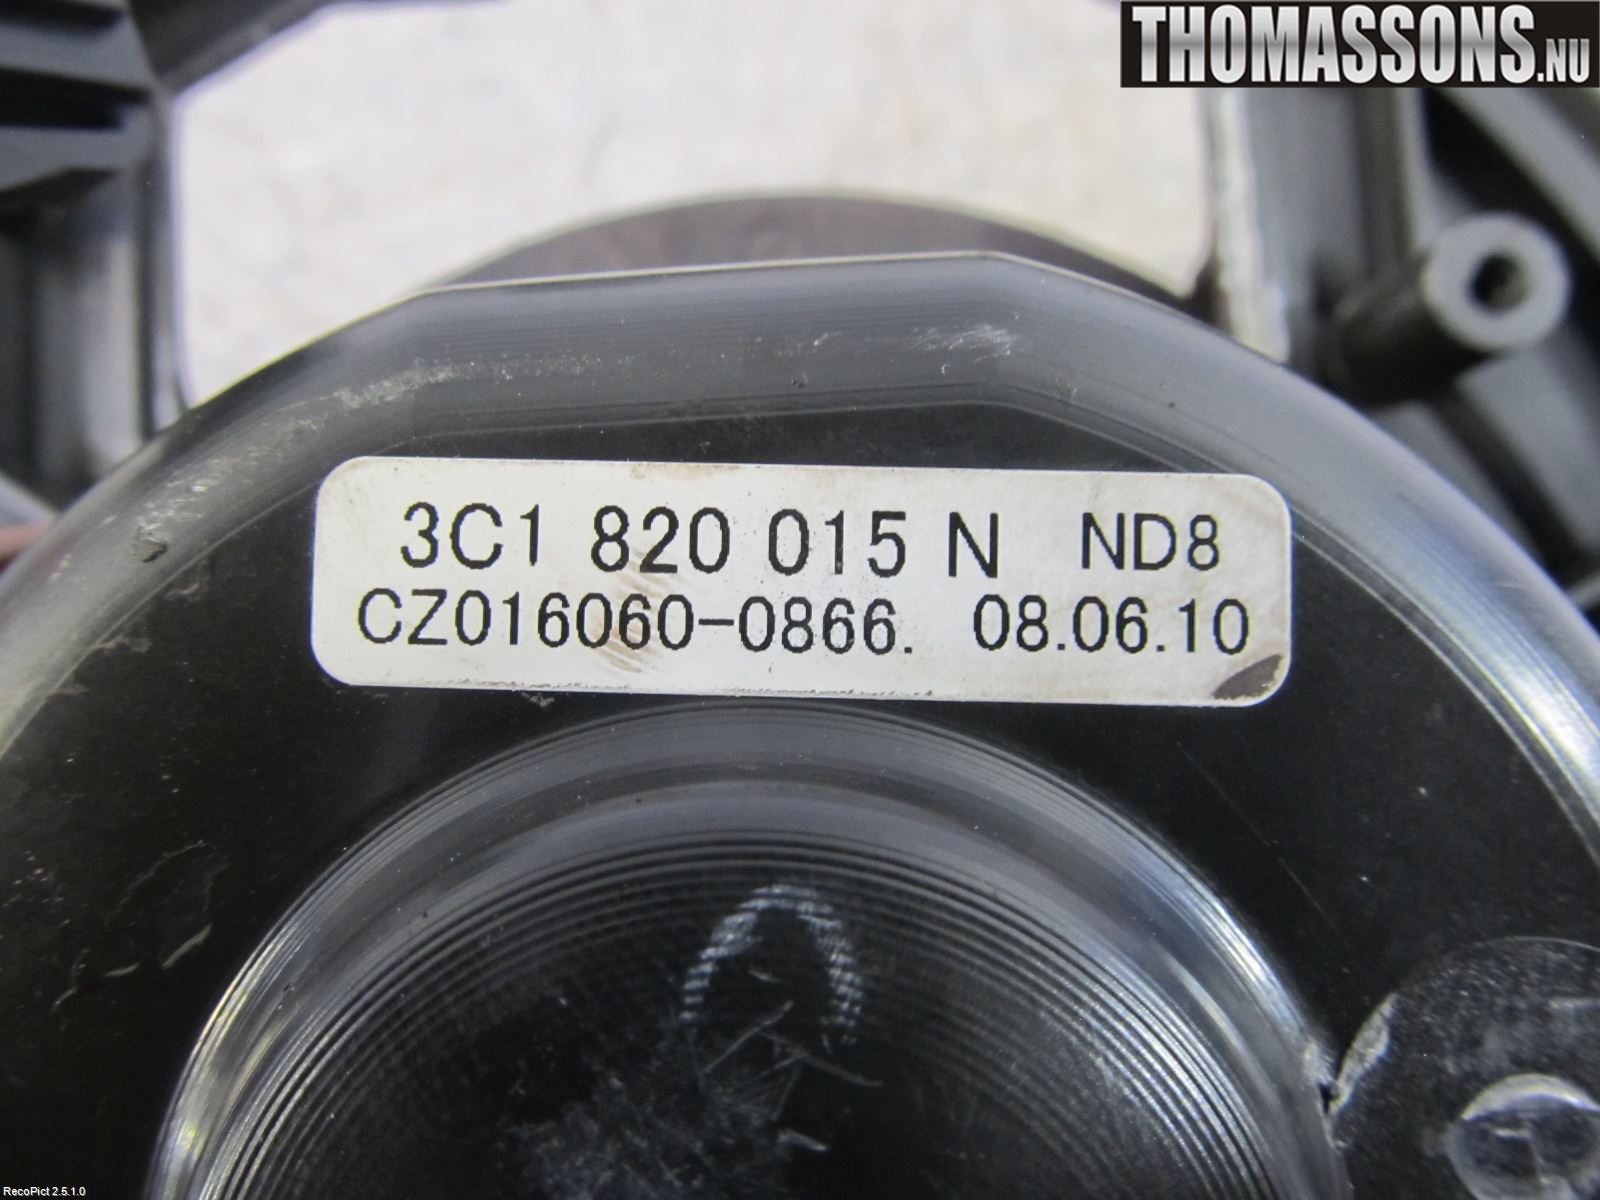 THOMASSONS.NU
3C1 820 015 N ND8
CZ016060-0866. 08.06.10
RecoPict 2.5.1.0